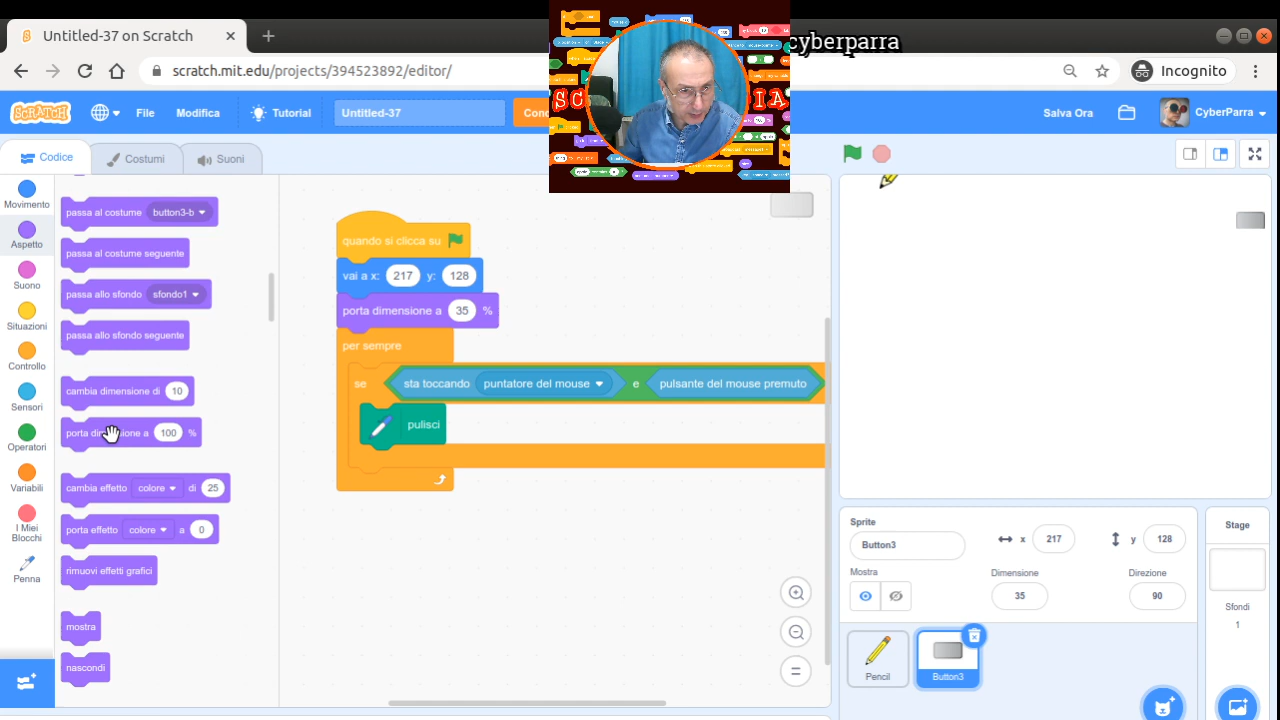 Untitled-37 on Scratch
cyberparra
scratch.mit.edu/projects/394523892/editor/
Incognito
SCRATCH
Modifica
Tutorial
Untitled-37
Salva Ora
Codice
Costumi
Suoni
Movimento
Aspetto
Suono
Situazioni
Controllo
Sensori
Operatori
Variabili
I Miei
Blocchi
Penna
passa al costume button3-b
passa al costume seguente
passa allo sfondo sfondo1
passa allo sfondo seguente
cambia dimensione di 10
porta dimensione a 100 %
cambia effetto colore di 25
porta effetto colore a 0
rimuovi effetti grafici
mostra
nascondi
quando si clicca su
vai a x: 217 y: 128
porta dimensione a 35 %
per sempre
se sta toccando puntatore del mouse e pulsante del mouse premuto
pulisci
Sprite
Button3
x 217
y 128
Mostra
Dimensione
35
Direzione
90
Pencil
Button3
Stage
Sfondi
1